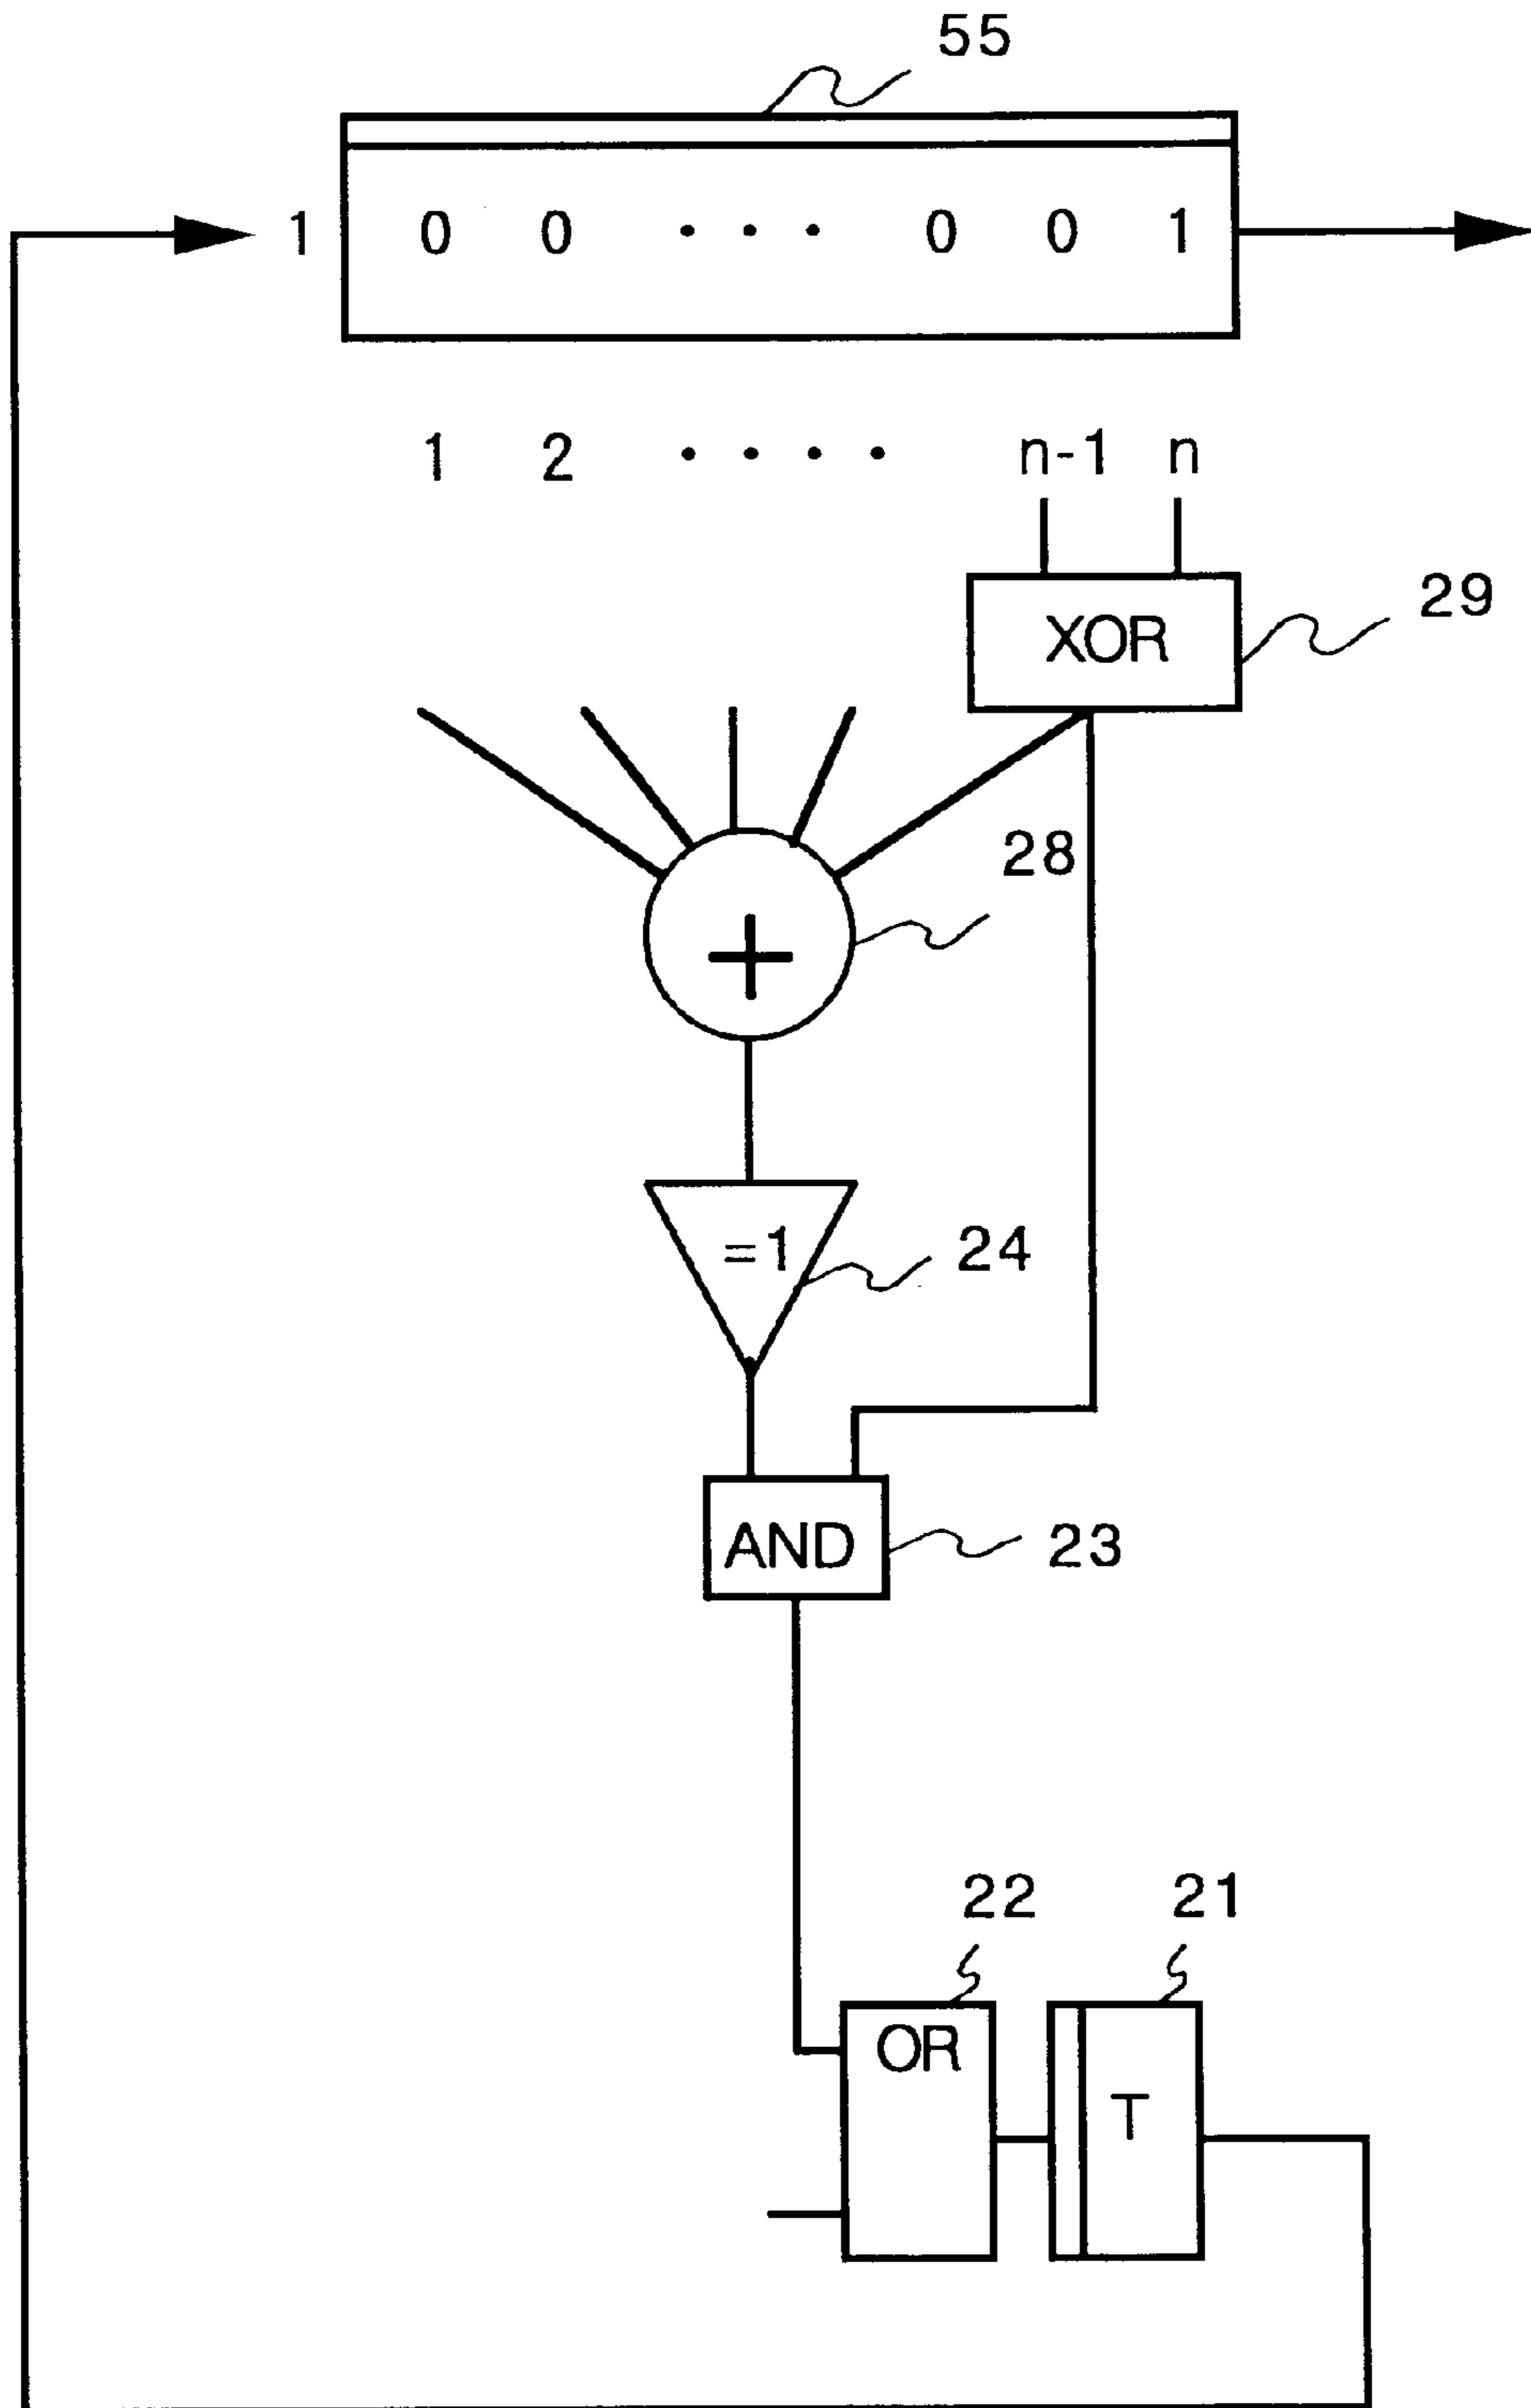 55
1 0 0 · · · 0 0 1
1 2 · · · · n-1 n
XOR
29
28
+
=1
24
AND
23
22 21
OR
T